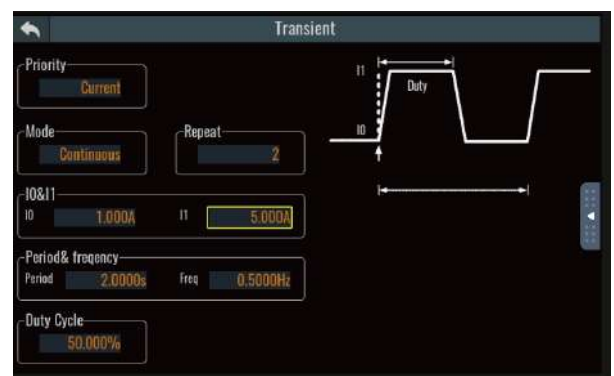 Transient
Priority
Current
Mode
Continuous
Repeat
2
I0&I1
I0 1.000A I1 5.000A
Period& freqency
Period 2.0000s Freq 0.5000Hz
Duty Cycle
50.000%
I1
Duty
I0